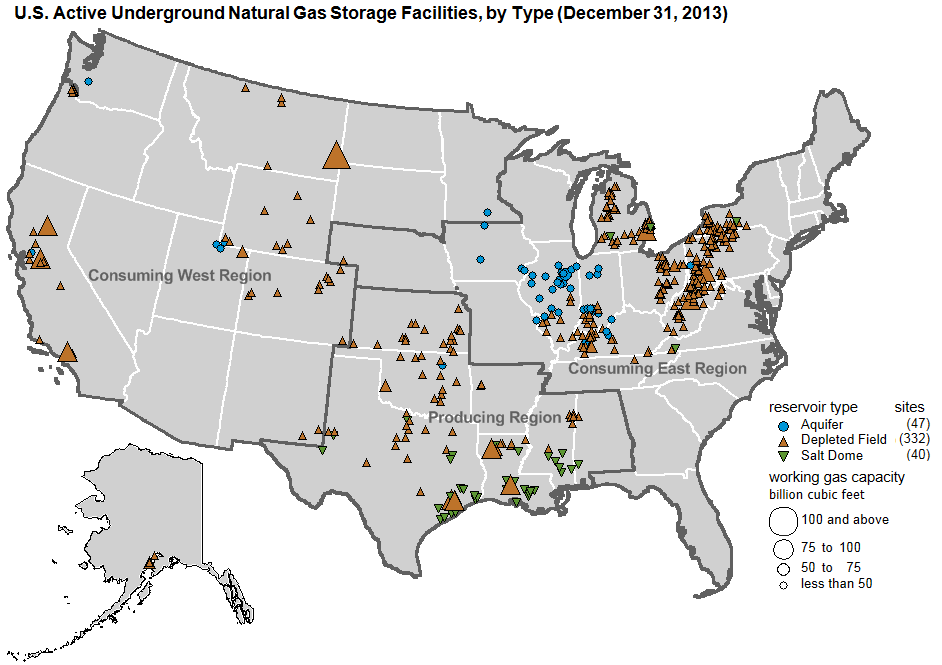 U.S. Active Underground Natural Gas Storage Facilities, by Type (December 31, 2013)
Consuming West Region
Consuming East Region
Producing Region
reservoir type sites
Aquifer (47)
Depleted Field (332)
Salt Dome (40)
working gas capacity
billion cubic feet
100 and above
75 to 100
50 to 75
less than 50